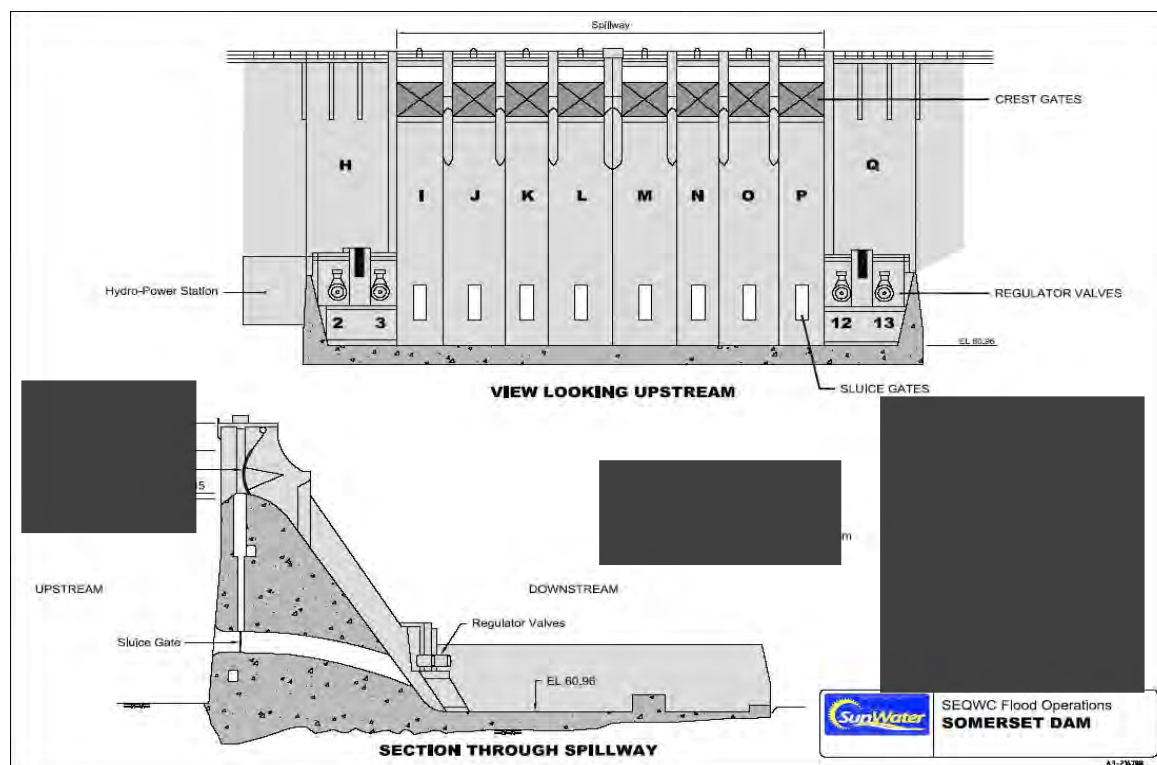 Spillway
CREST GATES
H
I
J
K
L
M
N
O
P
Q
Hydro-Power Station
REGULATOR VALVES
2
3
12
13
EL 60.96
VIEW LOOKING UPSTREAM
SLUICE GATES
m
UPSTREAM
DOWNSTREAM
Sluice Gate
Regulator Valves
EL 60.96
SECTION THROUGH SPILLWAY
SunWater
SEQWC Flood Operations
SOMERSET DAM